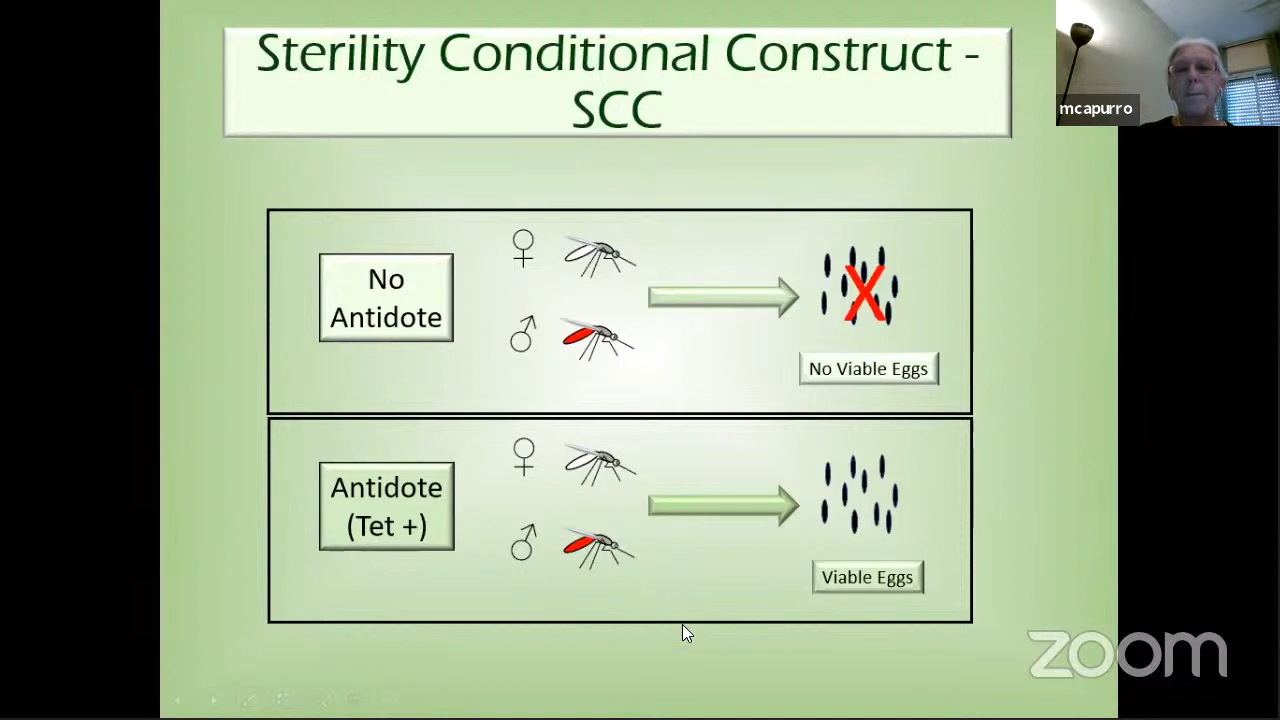 Sterility Conditional Construct -
SCC
mcapurro
No
Antidote
♀
♂
X
No Viable Eggs
Antidote
(Tet +)
♀
♂
Viable Eggs
zoom